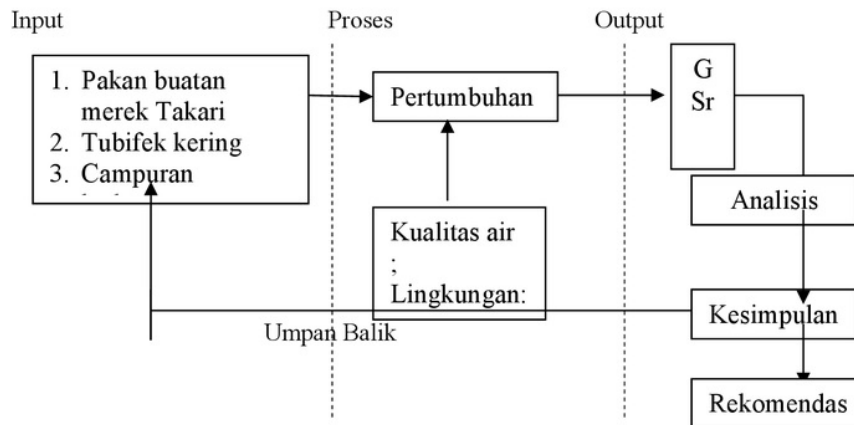 Input
Proses
Output
1. Pakan buatan
merek Takari
2. Tubifek kering
3. Campuran
Pertumbuhan
G
Sr
Analisis
Kualitas air
;
Lingkungan:
Kesimpulan
Umpan Balik
Rekomendas